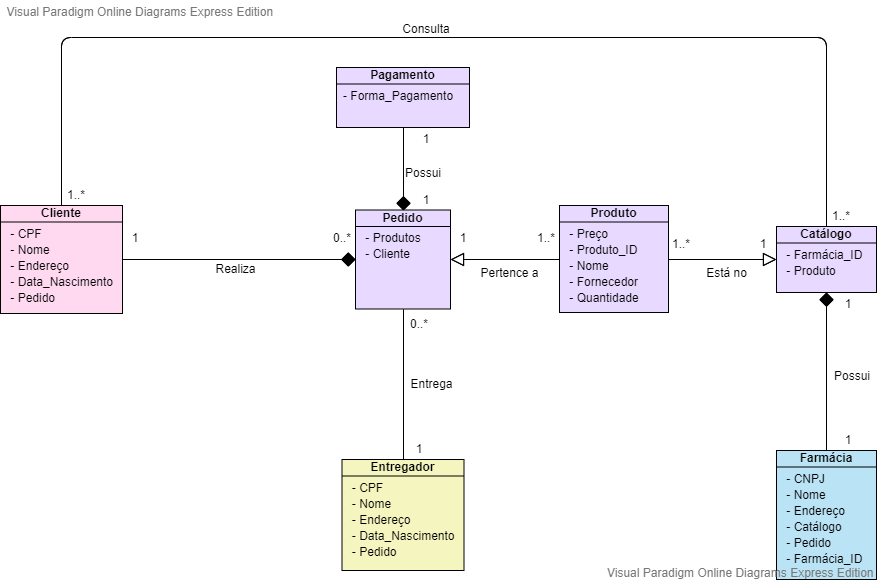 Visual Paradigm Online Diagrams Express Edition
Consulta
Pagamento
- Forma_Pagamento
1
Possui
1
1..*
Cliente
- CPF
- Nome
- Endereço
- Data_Nascimento
- Pedido
1
Realiza
0..*
Pedido
- Produtos
- Cliente
1
Pertence a
1..*
Produto
- Preço
- Produto_ID
- Nome
- Fornecedor
- Quantidade
1..*
Está no
1
1..*
Catálogo
- Farmácia_ID
- Produto
1
Possui
1
0..*
Entrega
1
Entregador
- CPF
- Nome
- Endereço
- Data_Nascimento
- Pedido
Farmácia
- CNPJ
- Nome
- Endereço
- Catálogo
- Pedido
- Farmácia_ID
Visual Paradigm Online Diagrams Express Edition